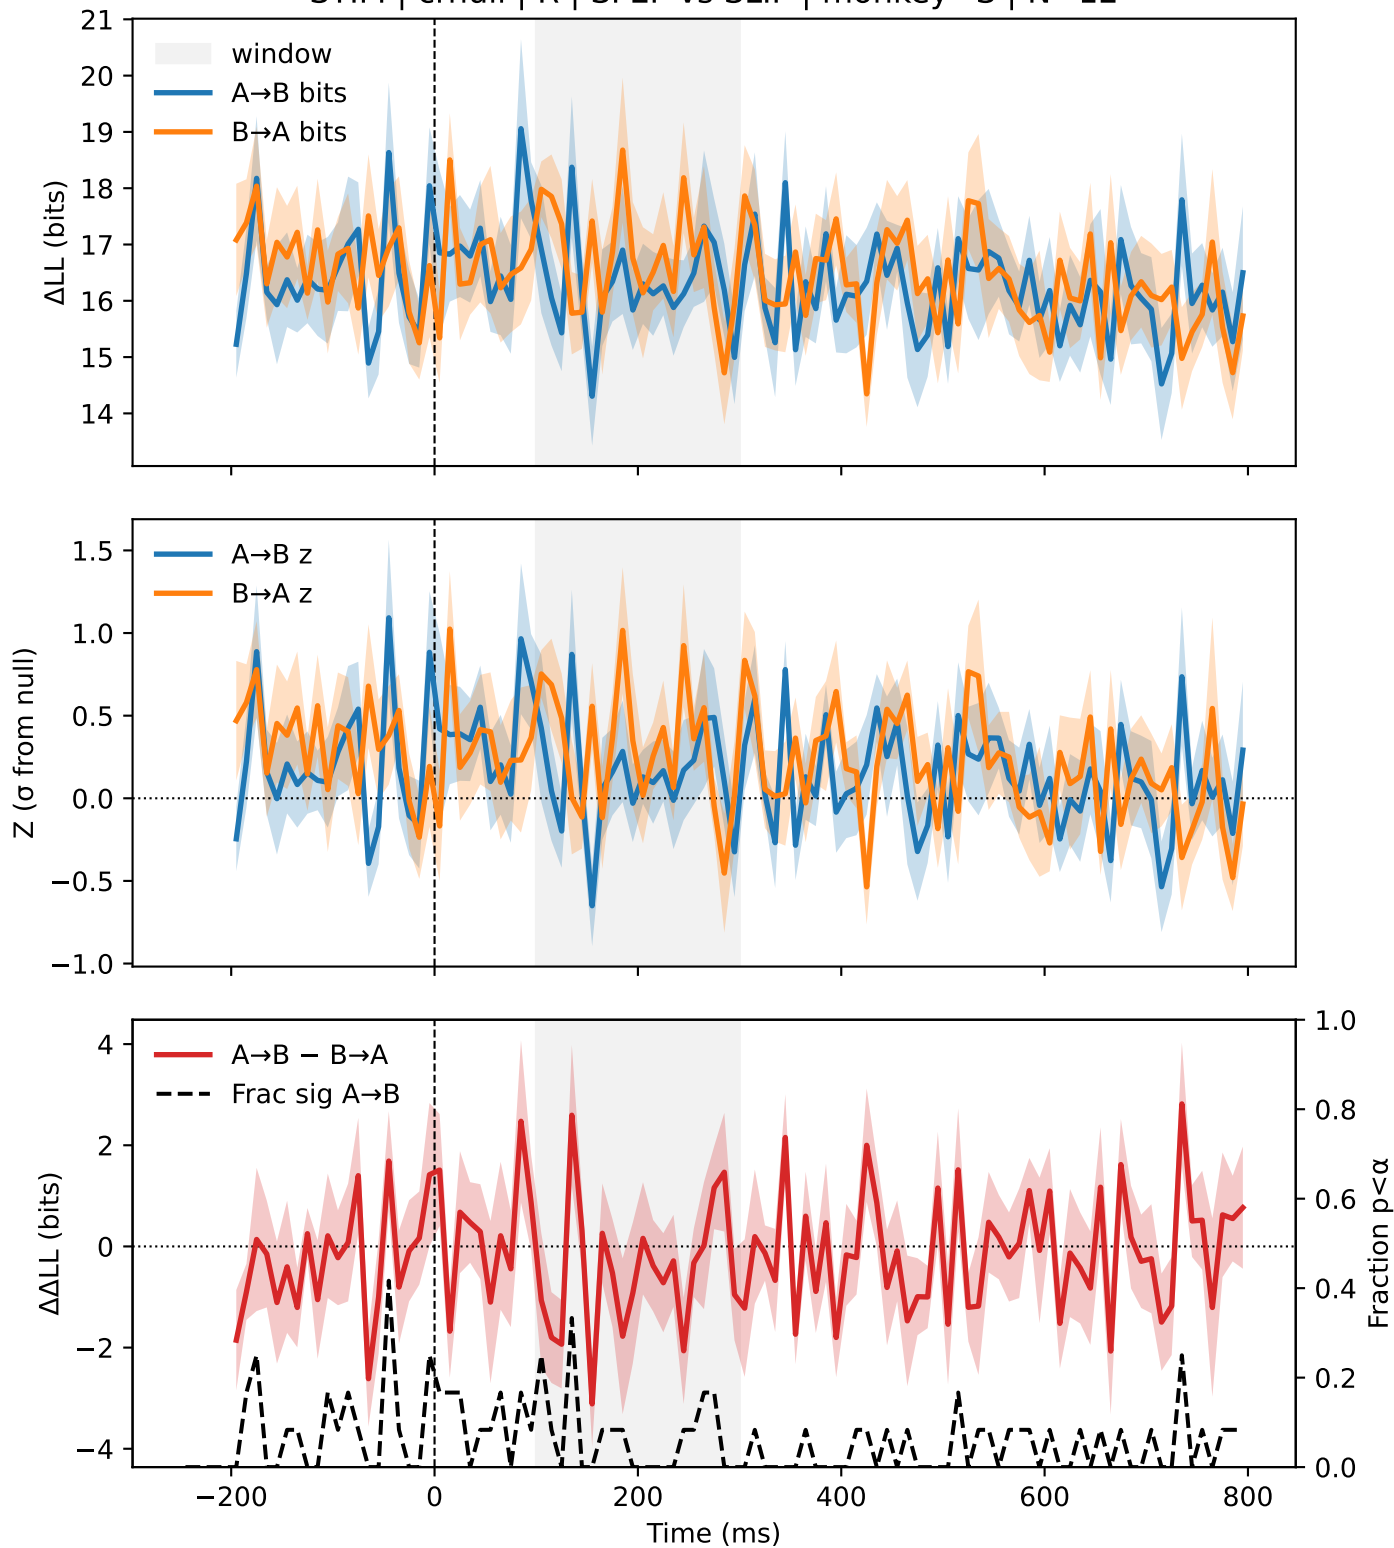 21
20
19
18
17
16
15
14
ΔLL (bits)
window
A→B bits
B→A bits
1.5
1.0
0.5
0.0
−0.5
−1.0
Z (σ from null)
A→B z
B→A z
4
2
0
−2
−4
ΔΔLL (bits)
A→B − B→A
Frac sig A→B
1.0
0.8
0.6
0.4
0.2
0.0
Fraction p<α
−200 0 200 400 600 800
Time (ms)